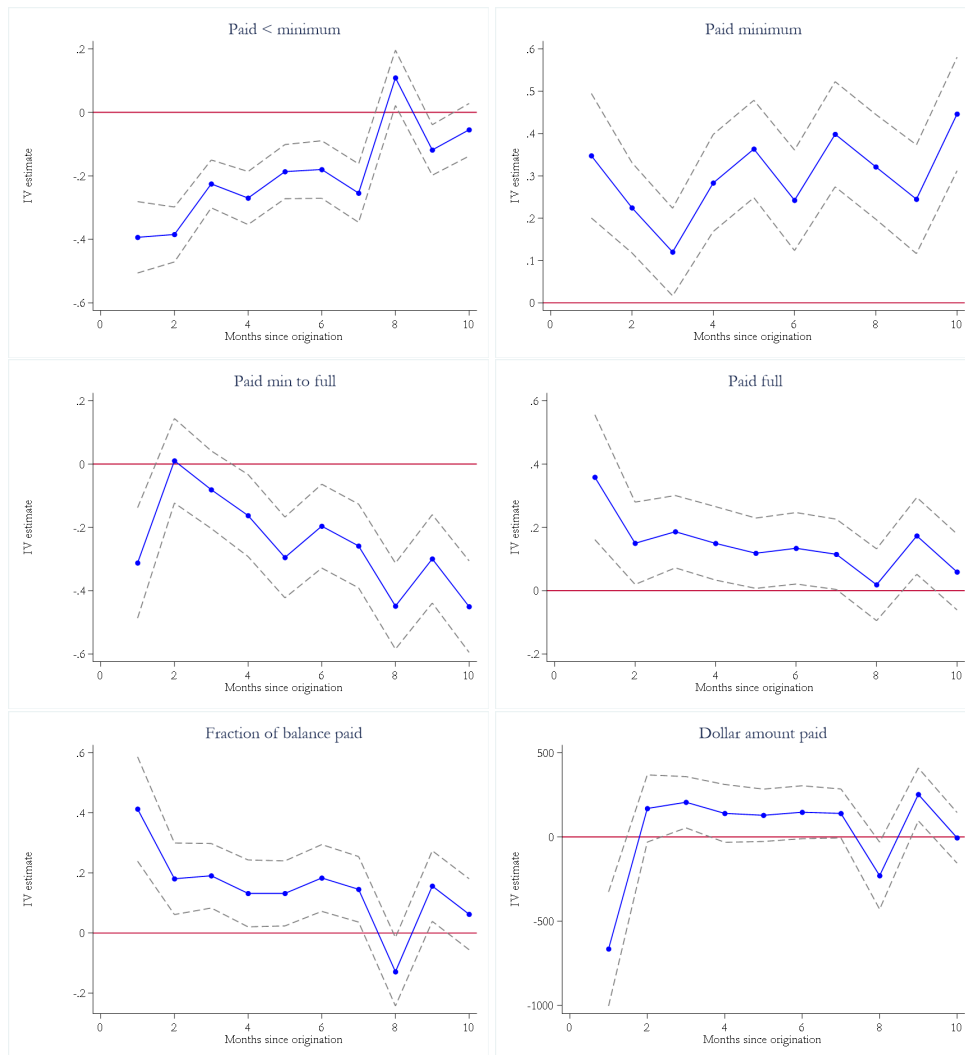 Paid < minimum
.2
0
-.2
-.4
-.6
IV estimate
0 2 4 6 8 10
Months since origination
Paid minimum
.6
.5
.4
.3
.2
.1
0
IV estimate
0 2 4 6 8 10
Months since origination
Paid min to full
.2
0
-.2
-.4
-.6
IV estimate
0 2 4 6 8 10
Months since origination
Paid full
.6
.4
.2
0
-.2
IV estimate
0 2 4 6 8 10
Months since origination
Fraction of balance paid
.6
.4
.2
0
-.2
IV estimate
0 2 4 6 8 10
Months since origination
Dollar amount paid
500
0
-500
-1000
IV estimate
0 2 4 6 8 10
Months since origination